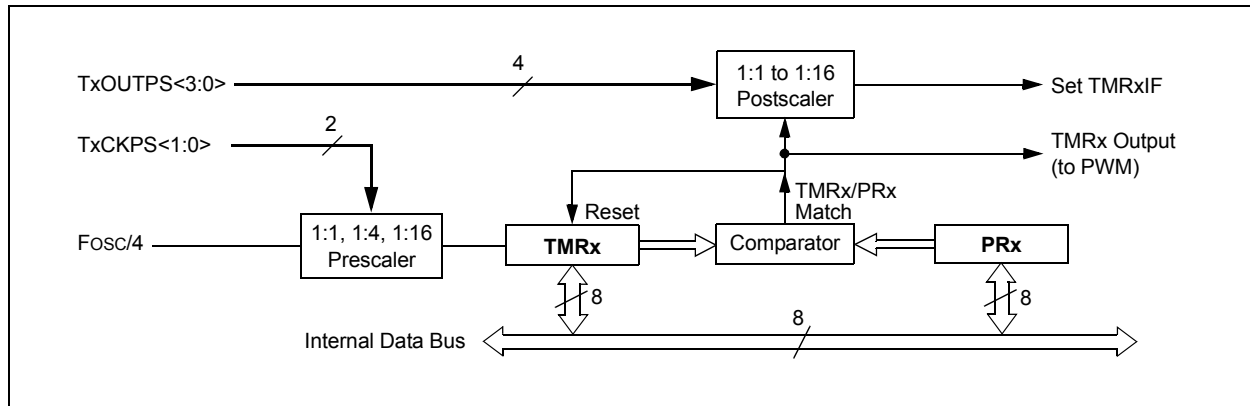 TxOUTPS<3:0>
4
1:1 to 1:16
Postscaler
Set TMRxIF
TxCKPS<1:0>
2
TMRx Output
(to PWM)
TMRx/PRx
Match
Reset
FOSC/4
1:1, 1:4, 1:16
Prescaler
TMRx
Comparator
PRx
8
8
Internal Data Bus
8